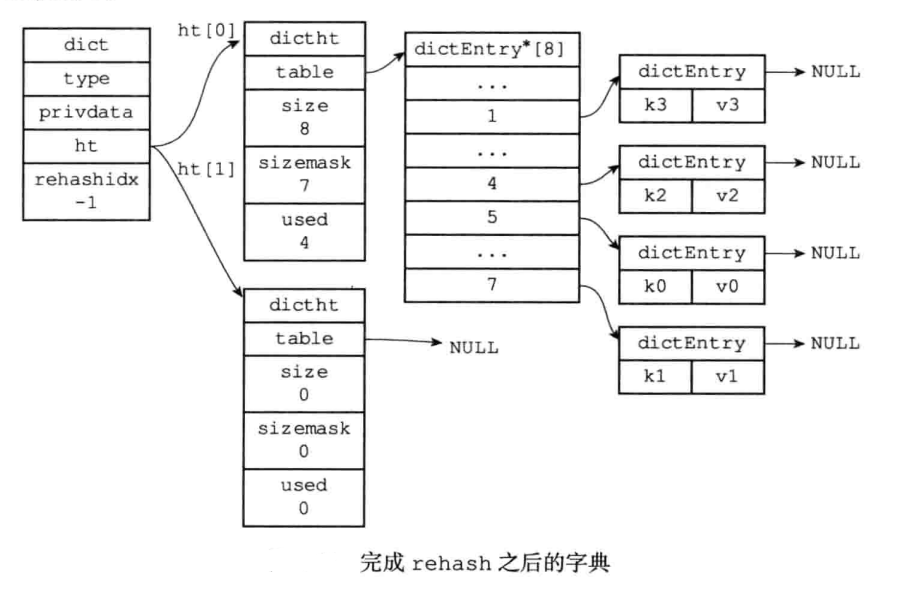 dict
type
privdata
ht
rehashidx
-1
ht[0]
ht[1]
dictht
table
size
8
sizemask
7
used
4
dictht
table
size
0
sizemask
0
used
0
NULL
dictEntry*[8]
...
1
...
4
5
...
7
dictEntry
k3 v3
NULL
dictEntry
k2 v2
NULL
dictEntry
k0 v0
NULL
dictEntry
k1 v1
NULL
完成 rehash 之后的字典